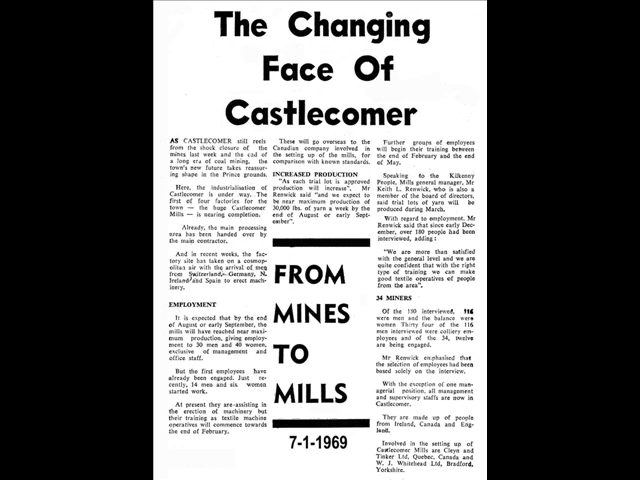 The Changing
Face Of
Castlecomer
AS CASTLECOMER still reels
from the shock closure of the
mines last week and the end of
a long era of coal mining, the
town's new future takes reassur-
ing shape in the Prince grounds.
Here, the industrialisation of
Castlecomer is under way. The
first of four factories for the
town — the huge Castlecomer
Mills — is nearing completion.
Already, the main processing
area has been handed over by
the main contractor.
And in recent weeks, the fac-
tory site has taken on a cosmop-
olitan air with the arrival of men
from Switzerland, Germany, N.
Ireland and Spain to erect mach-
inery.
EMPLOYMENT
It is expected that by the end
of August or early September, the
mills will have reached near maxi-
mum production, giving employ-
ment to 30 men and 40 women,
exclusive of management and
office staff.
But the first employees have
already been engaged. Just re-
cently, 14 men and six women
started work.
At present they are assisting in
the erection of machinery but
their training as textile machine
operatives will commence towards
the end of February.
These will go overseas to the
Canadian company involved in
the setting up of the mills, for
comparison with known standards.
INCREASED PRODUCTION
"As each trial lot is approved
production will increase", Mr
Renwick said "and we expect to
be near maximum production of
30,000 lbs. of yarn a week by the
end of August or early Sept-
ember".
FROM
MINES
TO
MILLS
7-1-1969
Further groups of employees
will begin their training between
the end of February and the end
of May.
Speaking to the Kilkenny
People, Mills general manager, Mr
Keith L. Renwick, who is also a
member of the board of directors,
said trial lots of yarn will be
produced during March.
With regard to employment, Mr
Renwick said that since early Dec-
ember, over 180 people had been
interviewed, adding:
"We are more than satisfied
with the general level and we are
quite confident that with the right
type of training we can make
good textile operatives of people
from the area".
34 MINERS
Of the 130 interviewed, 116
were men and the balance were
women Thirty four of the 116
men interviewed were colliery em-
ployees and of the 34, twelve
are being engaged.
Mr Renwick emphasised that
the selection of employees had been
based solely on the interview.
With the exception of one man-
agerial position, all management
and supervisory staffs are now in
Castlecomer.
They are made up of people
from Ireland, Canada and Eng-
land.
Involved in the setting up of
Castlecomer Mills are Cleyn and
Tinker Ltd, Quebec, Canada and
W. J. Whitehead Ltd, Bradford,
Yorkshire.